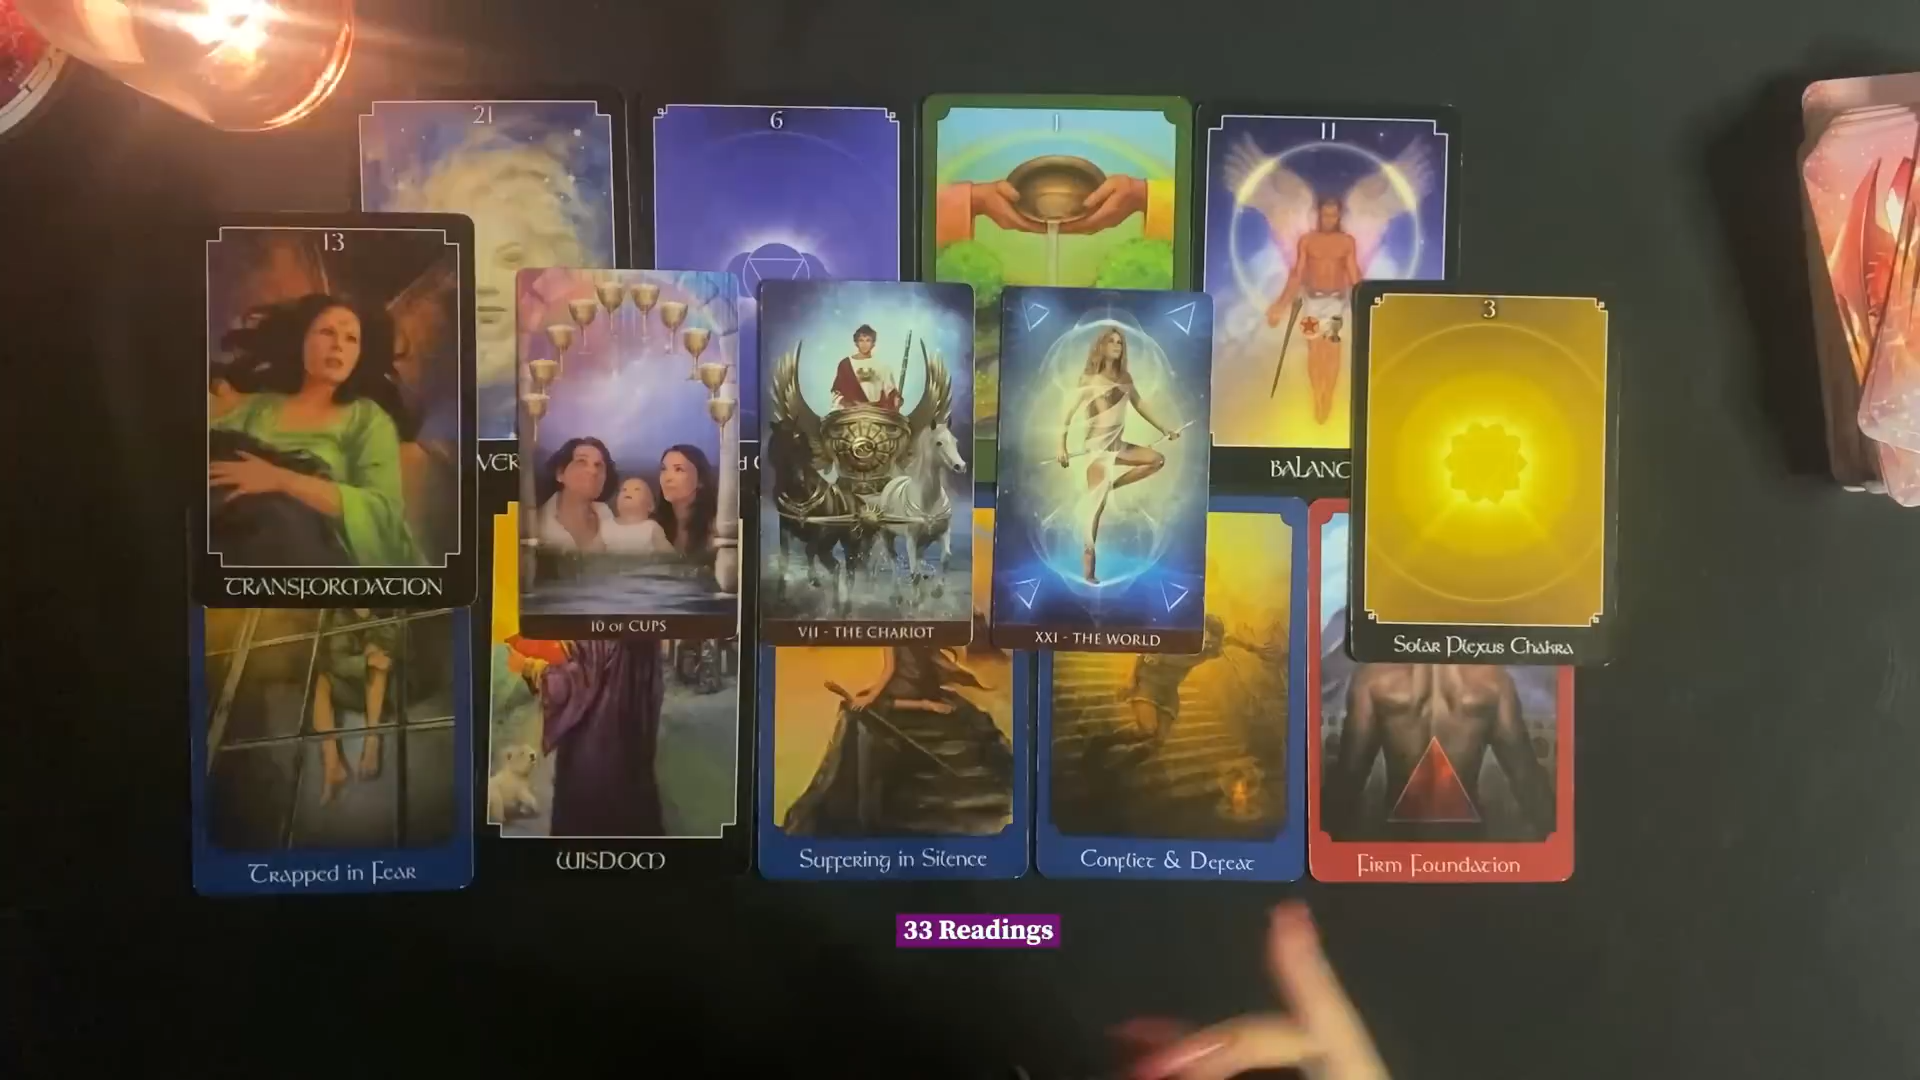 21
6
1
11
13
3
VER
d C
BALANC
TRANSFORMATION
10 OF CUPS
VII - THE CHARIOT
XXI - THE WORLD
Solar Plexus Chakra
Trapped in Fear
WISDOM
Suffering in Silence
Conflict & Defeat
Firm Foundation
33 Readings